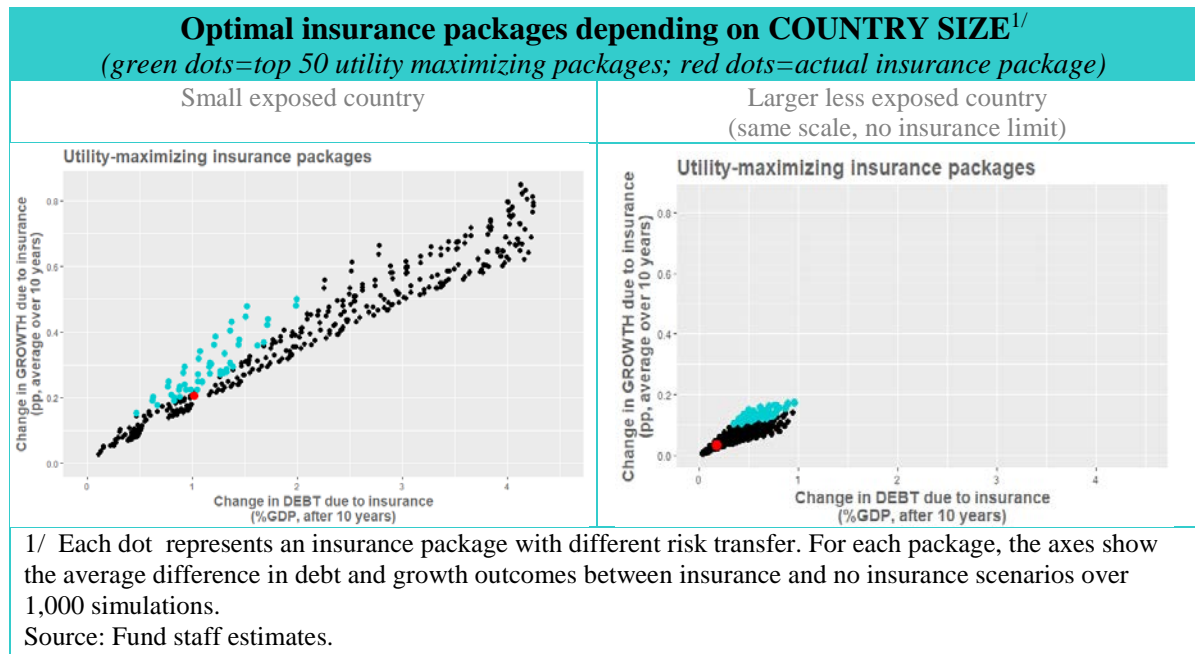 Optimal insurance packages depending on COUNTRY SIZE1/
(green dots=top 50 utility maximizing packages; red dots=actual insurance package)
Small exposed country
Larger less exposed country
(same scale, no insurance limit)
Utility-maximizing insurance packages
Change in GROWTH due to insurance
(pp, average over 10 years)
0.8
0.6
0.4
0.2
0.0
0
1
2
3
4
Change in DEBT due to insurance
(%GDP, after 10 years)
Utility-maximizing insurance packages
Change in GROWTH due to insurance
(pp, average over 10 years)
0.8
0.6
0.4
0.2
0.0
0
1
2
3
4
Change in DEBT due to insurance
(%GDP, after 10 years)
1/ Each dot represents an insurance package with different risk transfer. For each package, the axes show
the average difference in debt and growth outcomes between insurance and no insurance scenarios over
1,000 simulations.
Source: Fund staff estimates.